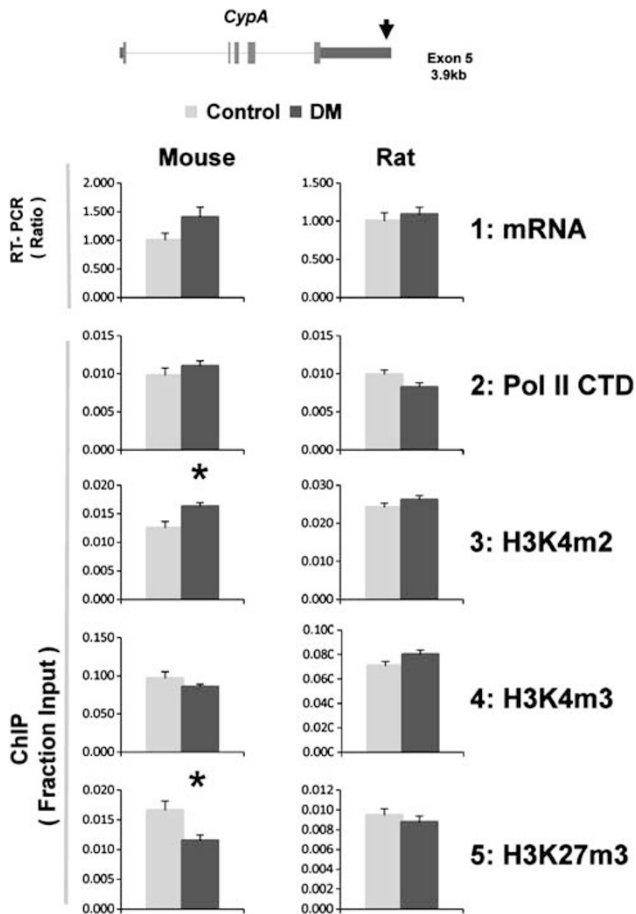 CypA
Exon 5
3.9kb
Control DM
Mouse Rat
RT- PCR
( Ratio )
2.000
1.500
1.000
0.500
0.000
1.500
1.000
0.500
0.000
1: mRNA
ChIP
( Fraction Input )
0.015
0.010
0.005
0.000
0.015
0.010
0.005
0.000
2: Pol II CTD
*
0.020
0.015
0.010
0.005
0.000
0.030
0.020
0.010
0.000
3: H3K4m2
0.150
0.100
0.050
0.000
0.10C
0.08C
0.06C
0.04C
0.02C
0.00C
4: H3K4m3
*
0.020
0.015
0.010
0.005
0.000
0.012
0.010
0.008
0.006
0.004
0.002
0.000
5: H3K27m3